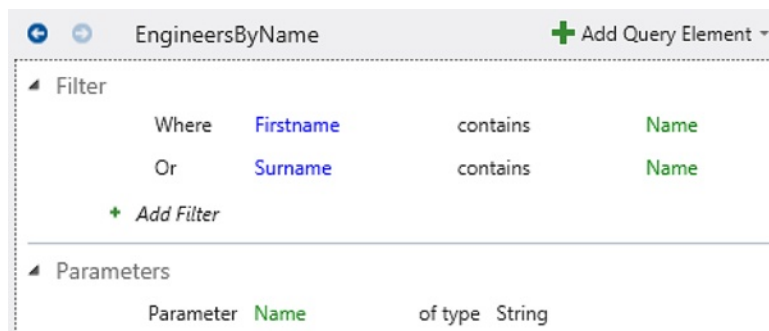 EngineersByName Add Query Element
Filter
Where Firstname contains Name
Or Surname contains Name
Add Filter
Parameters
Parameter Name of type String